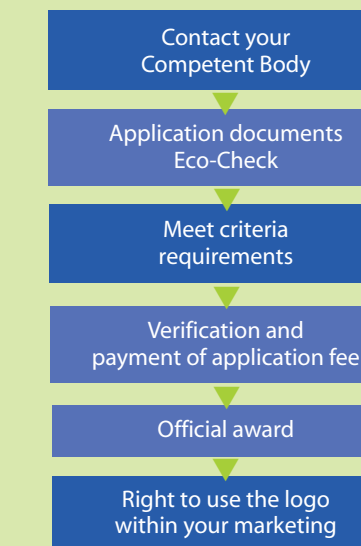 Contact your
Competent Body
Application documents
Eco-Check
Meet criteria
requirements
Verification and
payment of application fee
Official award
Right to use the logo
within your marketing